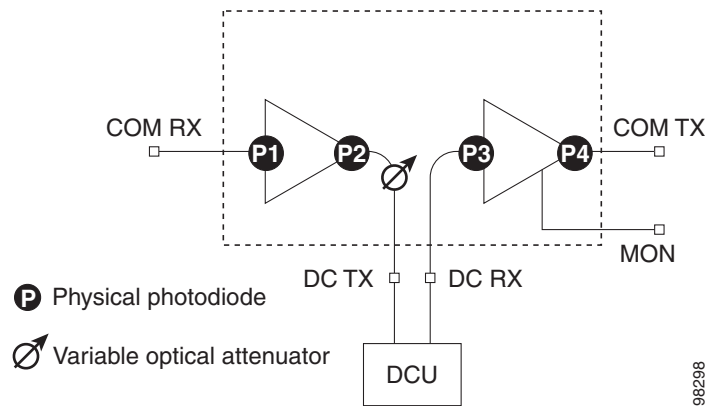 COM RX
P1
P2
P3
P4
COM TX
MON
DC TX
DC RX
P Physical photodiode
Variable optical attenuator
DCU
98298